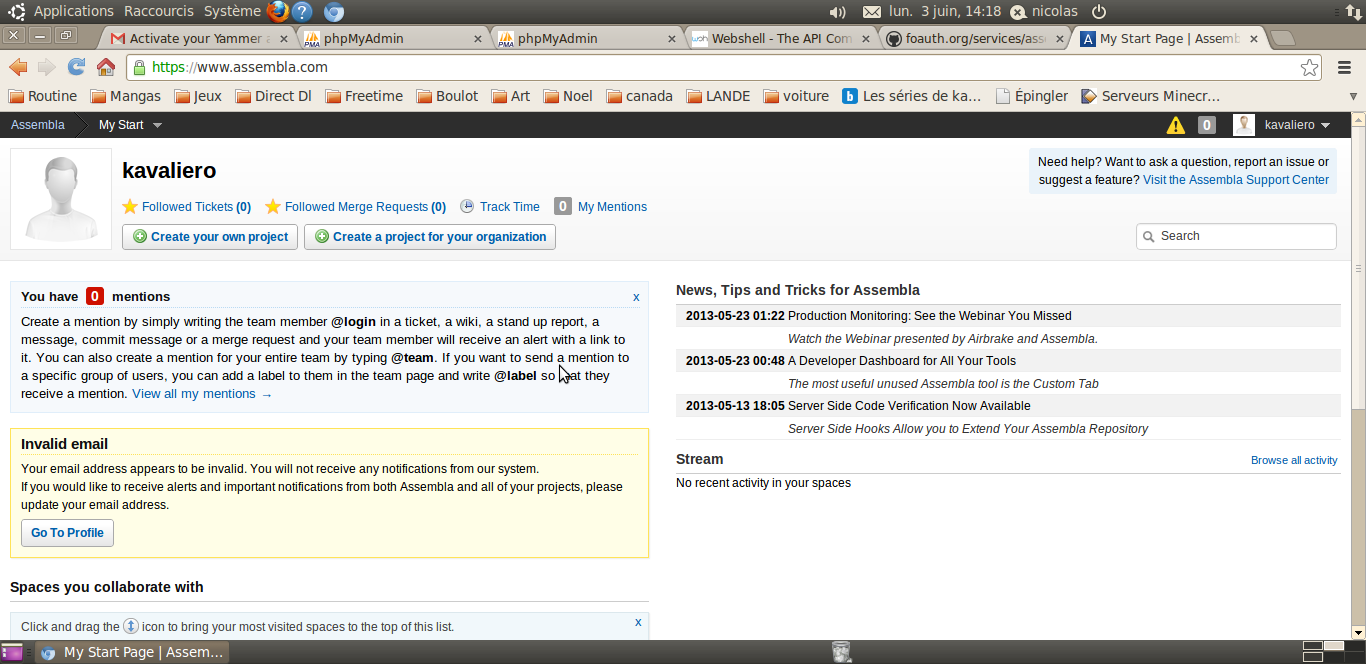 Applications Raccourcis Système lun. 3 juin, 14:18 nicolas
Activate your Yammer phpMyAdmin phpMyAdmin Webshell - The API Com foauth.org/services/ass My Start Page | Assemb
https://www.assembla.com
Routine Mangas Jeux Direct Dl Freetime Boulot Art Noel canada LANDE voiture Les séries de ka... Épingler Serveurs Minecr...
Assembla My Start 0 kavaliero
kavaliero
Need help? Want to ask a question, report an issue or
suggest a feature? Visit the Assembla Support Center
Followed Tickets (0) Followed Merge Requests (0) Track Time 0 My Mentions
Create your own project Create a project for your organization
Search
You have 0 mentions x
Create a mention by simply writing the team member @login in a ticket, a wiki, a stand up report, a
message, commit message or a merge request and your team member will receive an alert with a link to
it. You can also create a mention for your entire team by typing @team. If you want to send a mention to
a specific group of users, you can add a label to them in the team page and write @label so that they
receive a mention. View all my mentions →
Invalid email
Your email address appears to be invalid. You will not receive any notifications from our system.
If you would like to receive alerts and important notifications from both Assembla and all of your projects, please
update your email address.
Go To Profile
Spaces you collaborate with
Click and drag the icon to bring your most visited spaces to the top of this list. x
News, Tips and Tricks for Assembla
2013-05-23 01:22 Production Monitoring: See the Webinar You Missed
Watch the Webinar presented by Airbrake and Assembla.
2013-05-23 00:48 A Developer Dashboard for All Your Tools
The most useful unused Assembla tool is the Custom Tab
2013-05-13 18:05 Server Side Code Verification Now Available
Server Side Hooks Allow you to Extend Your Assembla Repository
Stream Browse all activity
No recent activity in your spaces
My Start Page | Assem...